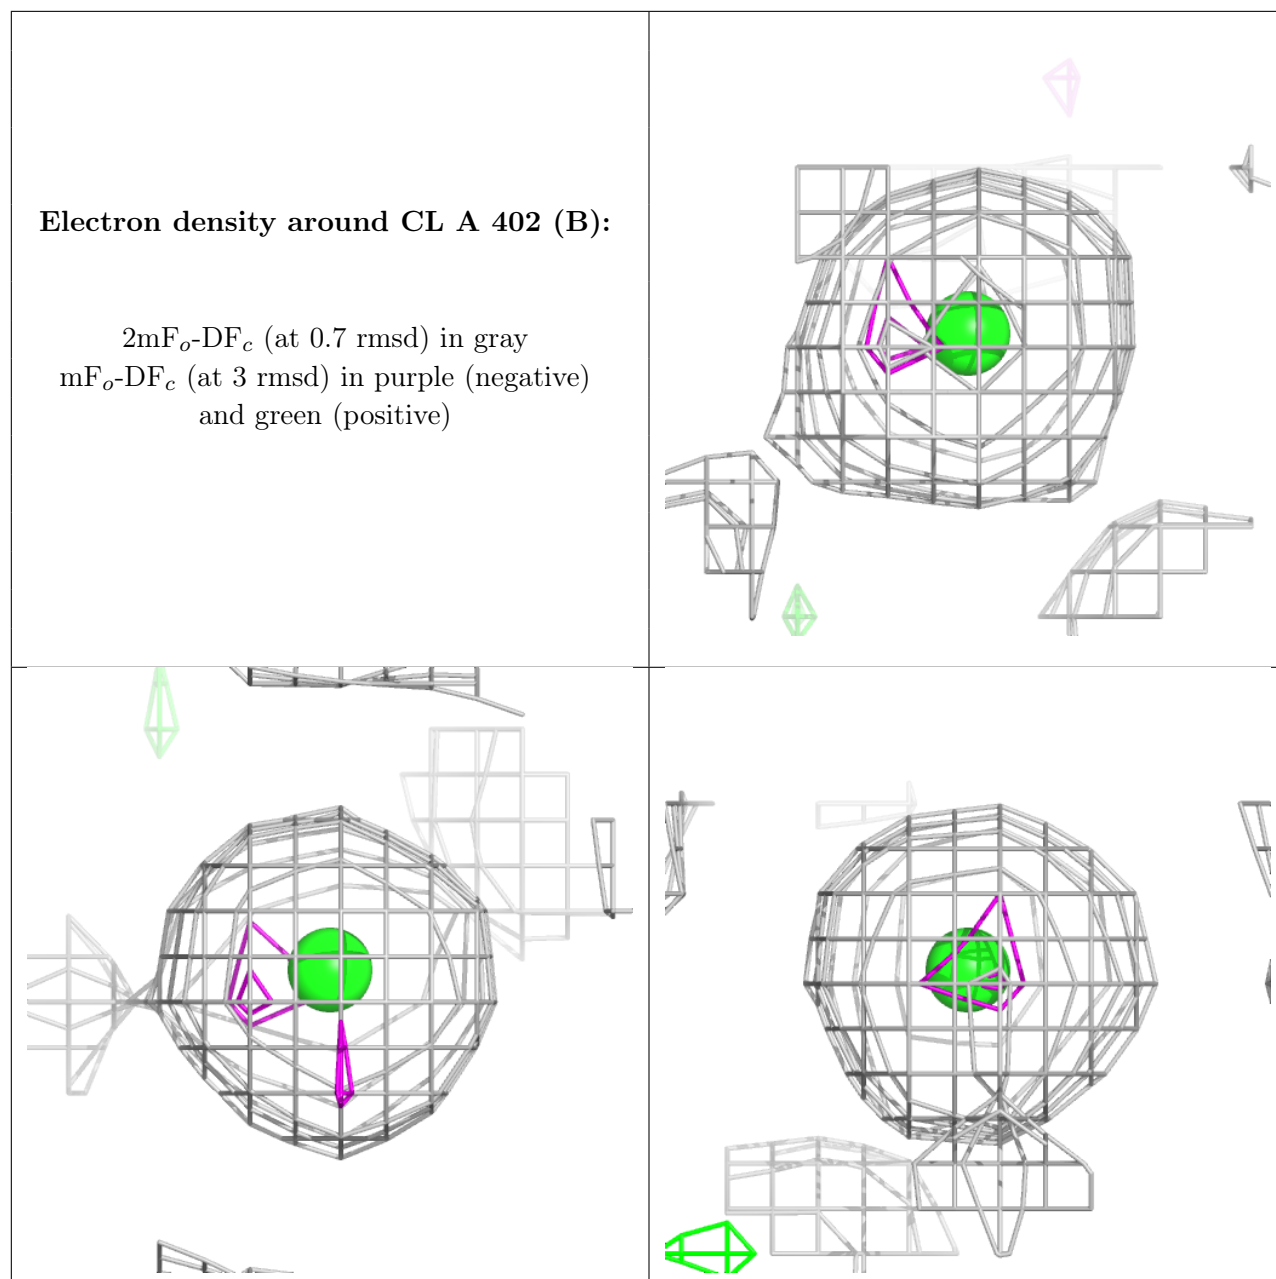 Electron density around CL A 402 (B):
2mFo-DFc (at 0.7 rmsd) in gray
mFo-DFc (at 3 rmsd) in purple (negative)
and green (positive)